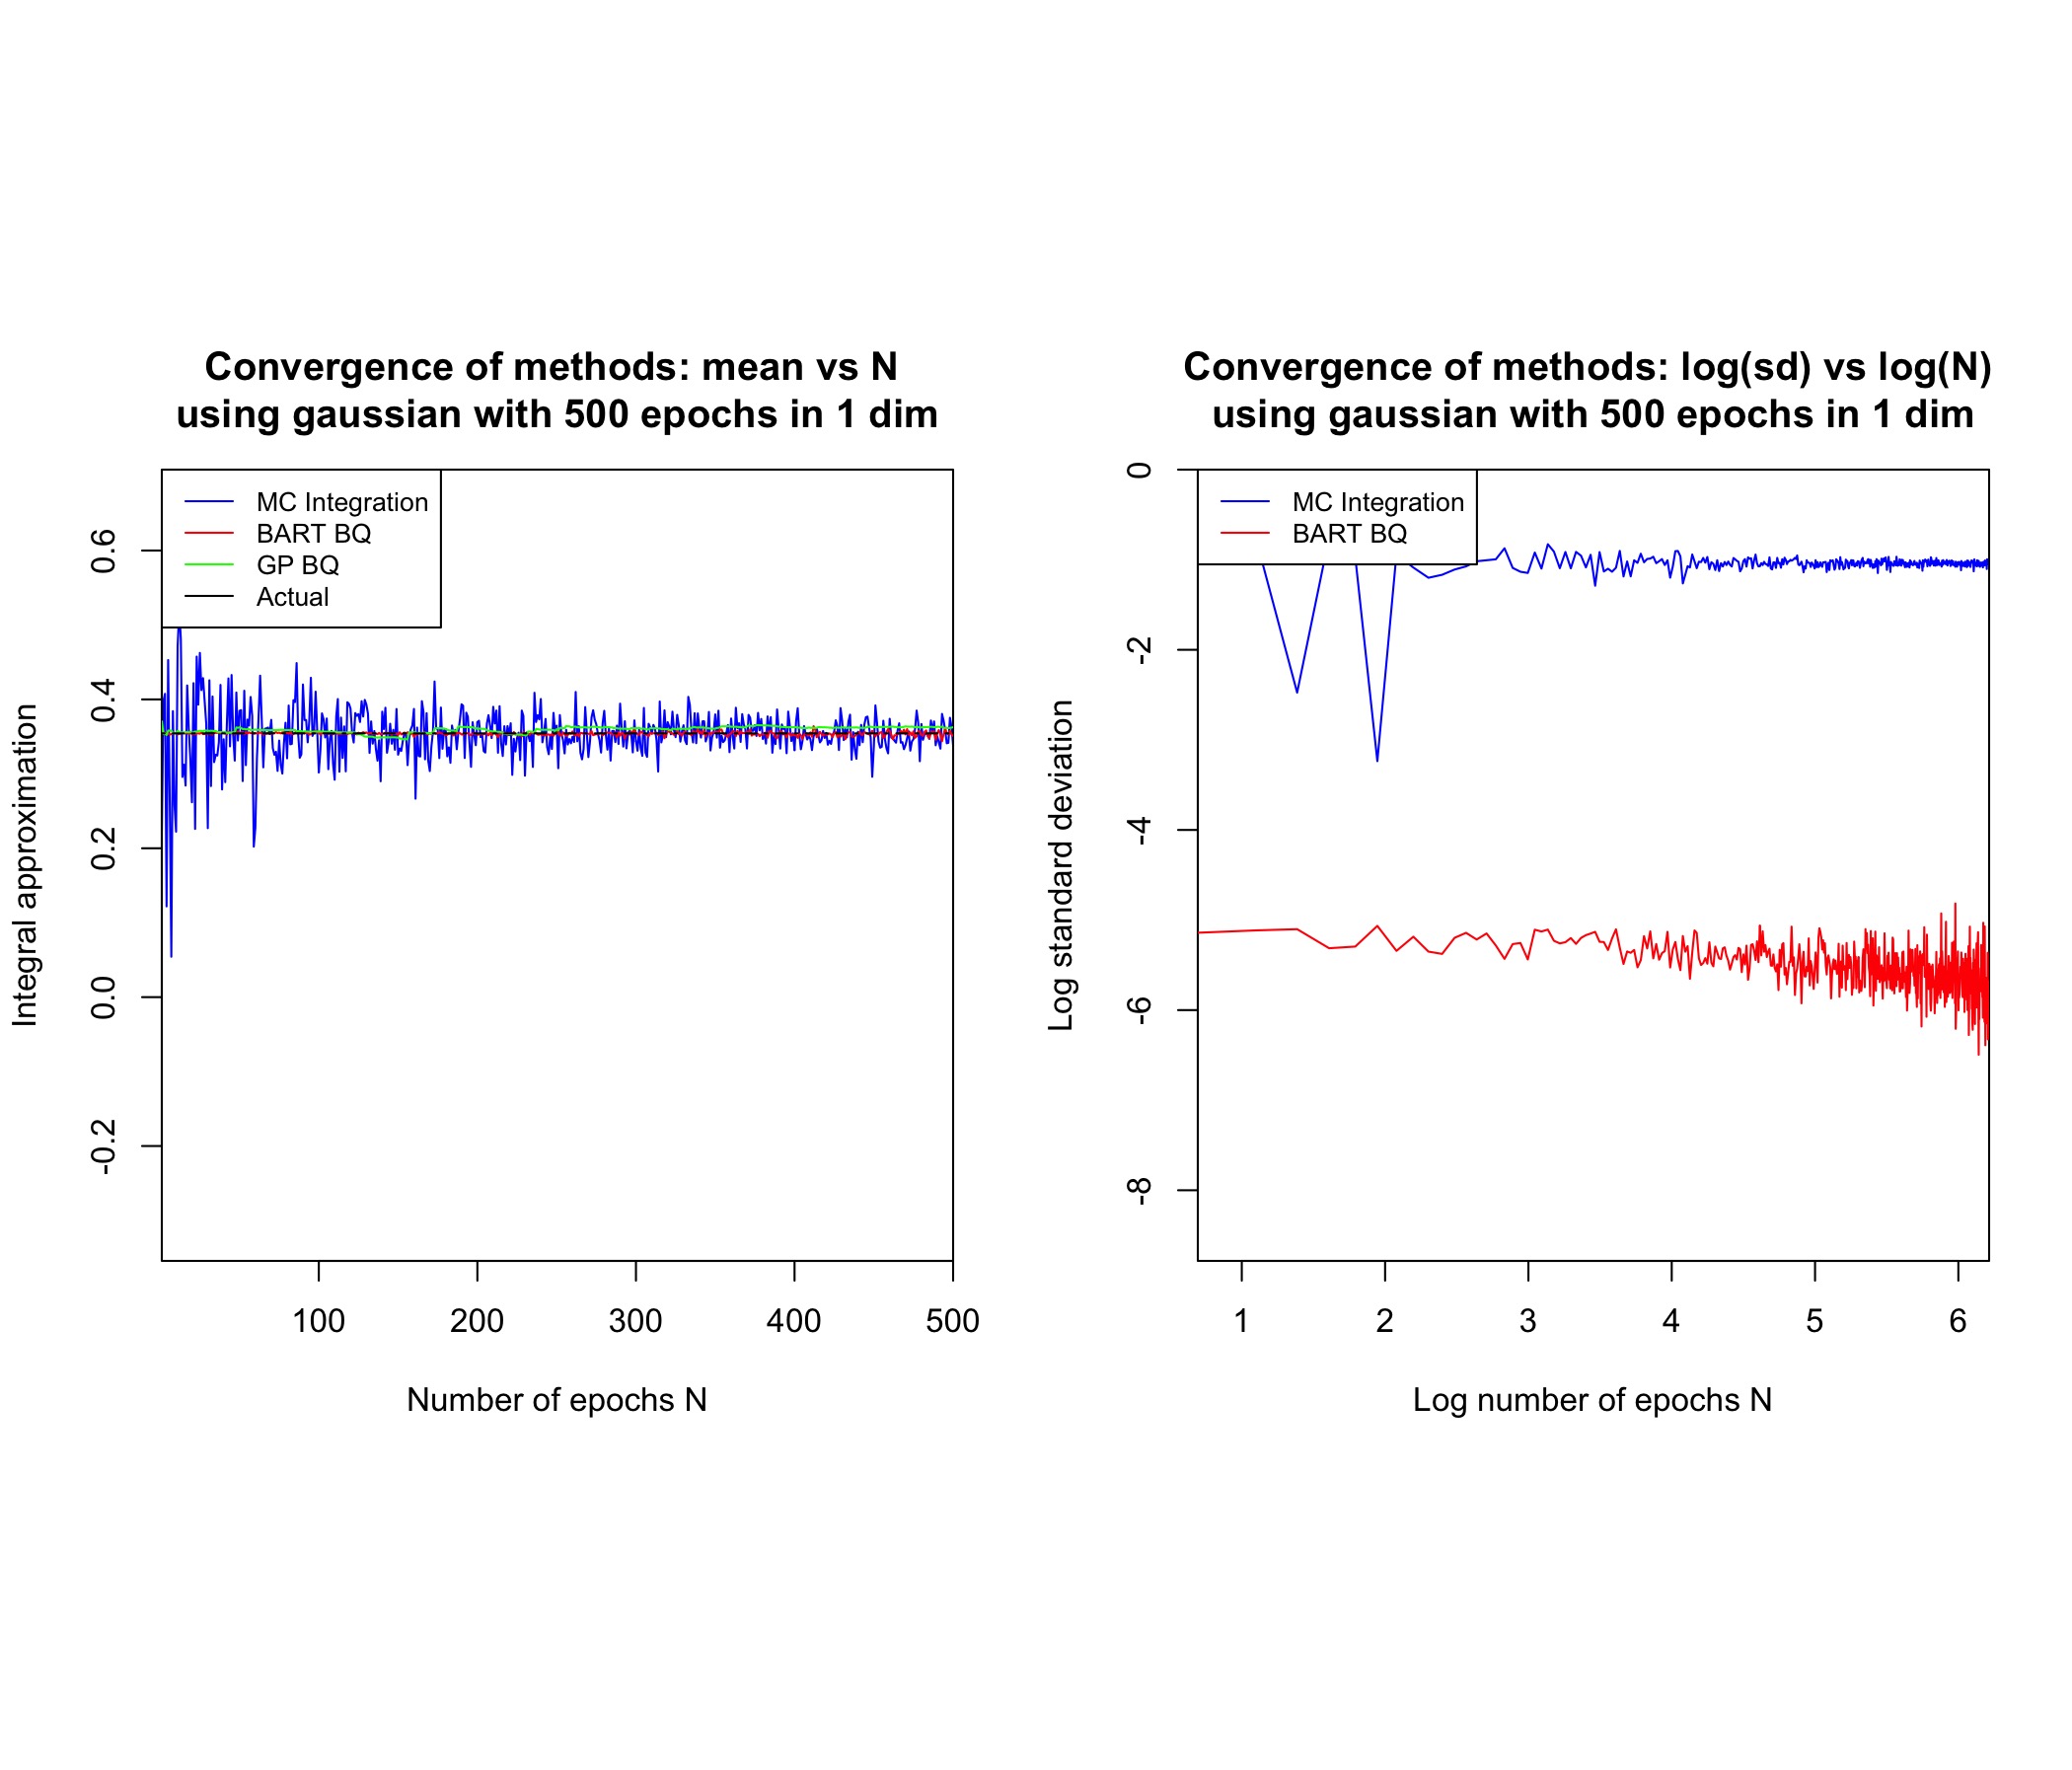 Convergence of methods: mean vs N
using gaussian with 500 epochs in 1 dim
MC Integration
BART BQ
GP BQ
Actual
Integral approximation
0.6
0.4
0.2
0.0
-0.2
100 200 300 400 500
Number of epochs N
Convergence of methods: log(sd) vs log(N)
using gaussian with 500 epochs in 1 dim
MC Integration
BART BQ
Log standard deviation
0
-2
-4
-6
-8
1 2 3 4 5 6
Log number of epochs N